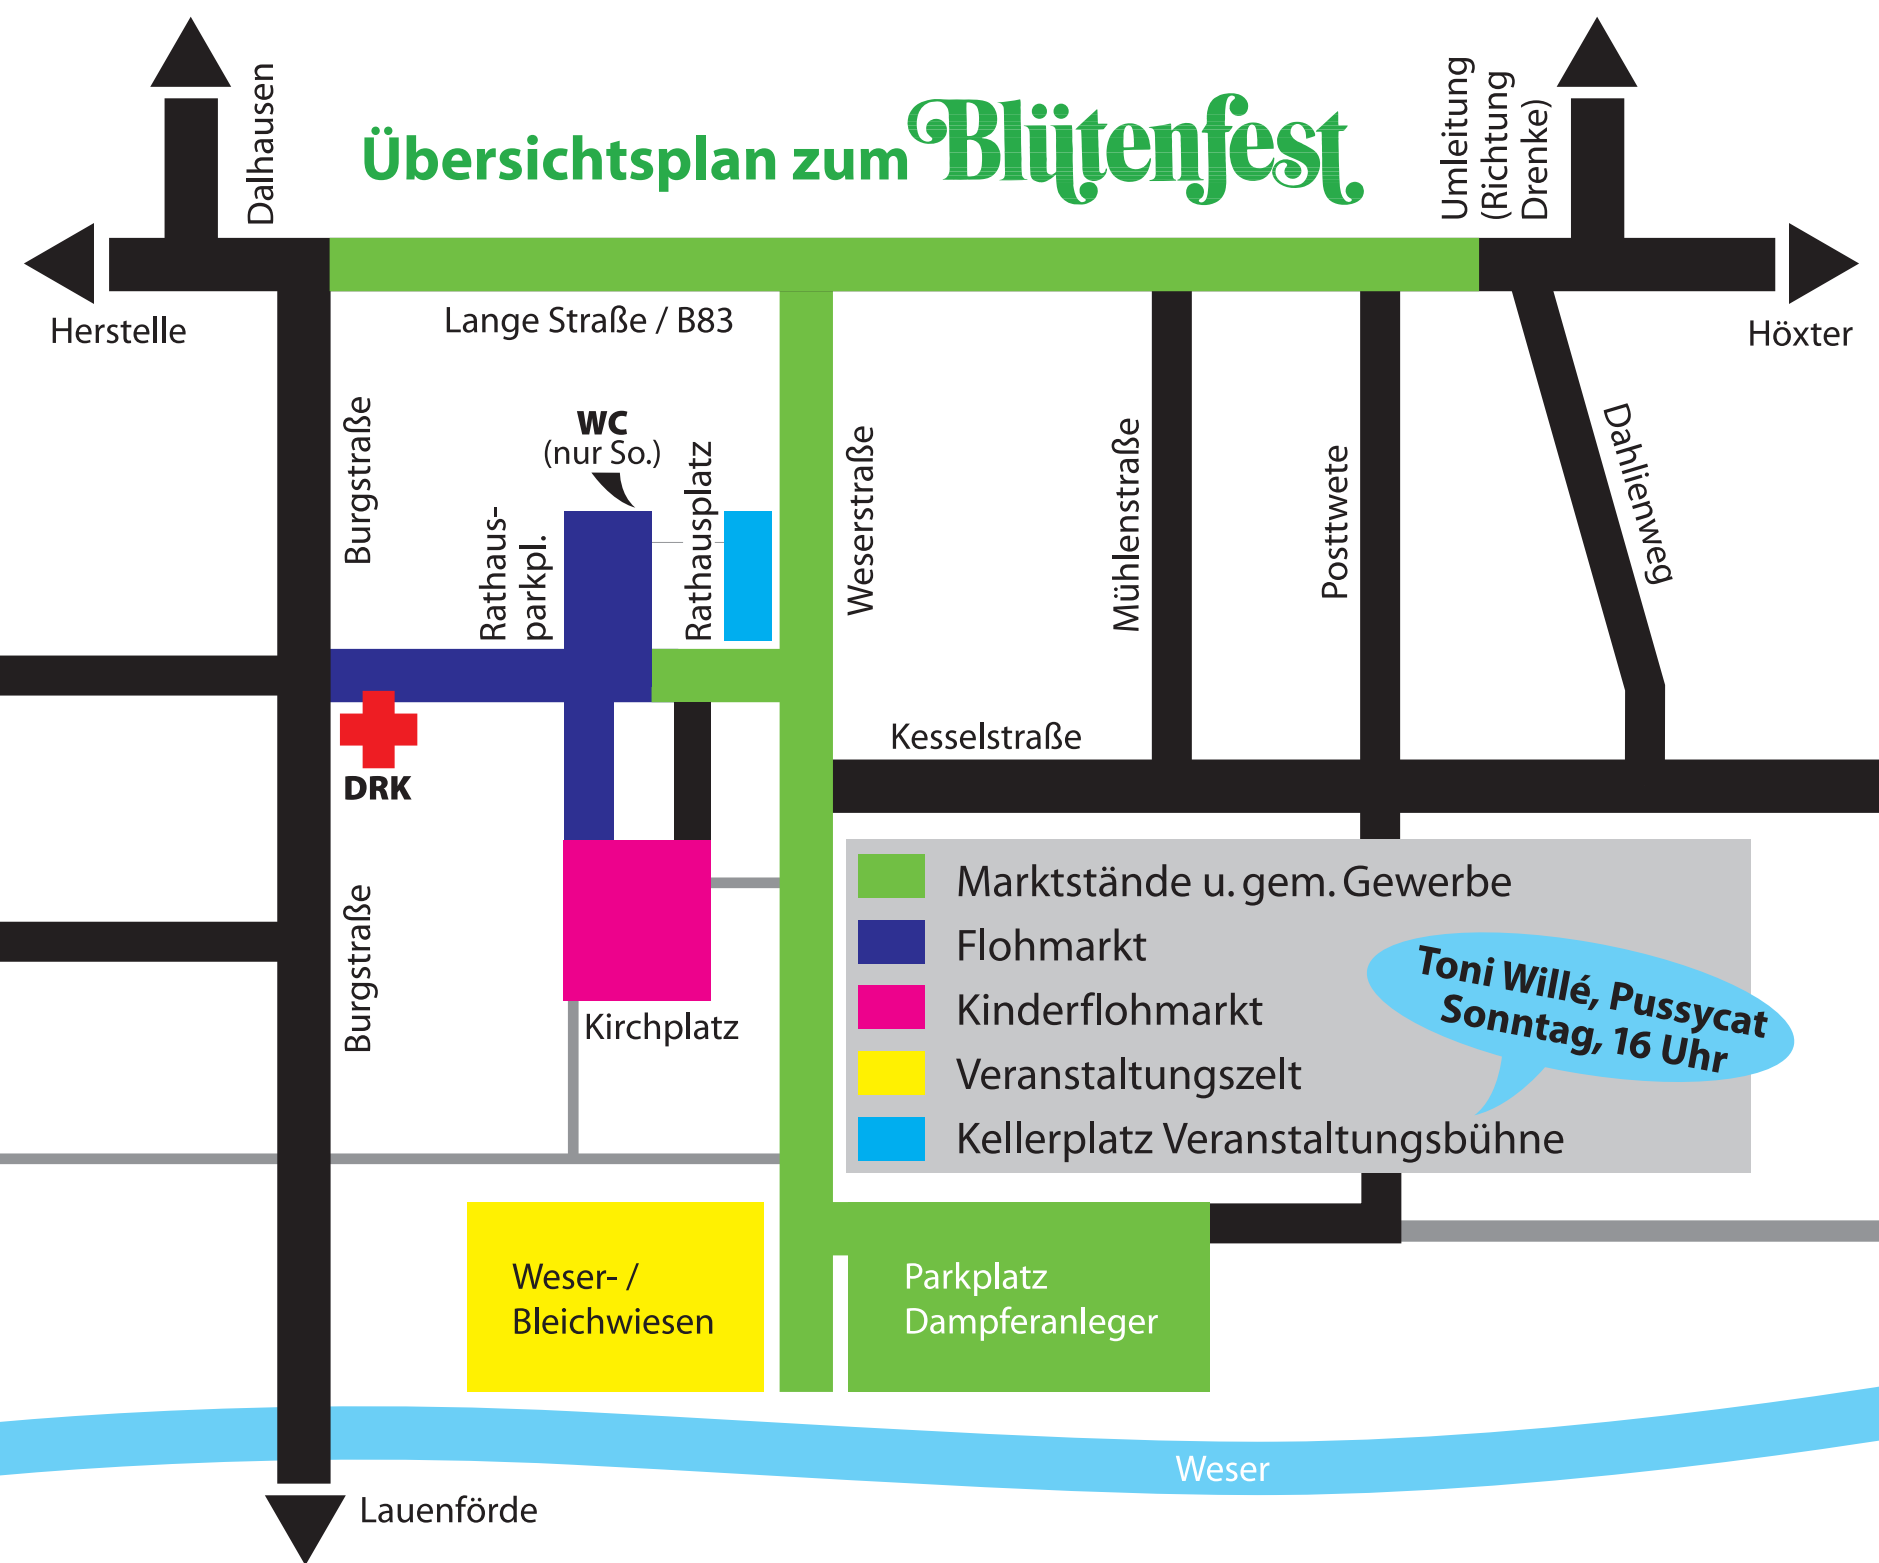 Übersichtsplan zum Blütenfest
Dalhausen
Umleitung
(Richtung
Drenke)
Herstelle
Lange Straße / B83
Höxter
Burgstraße
WC
(nur So.)
Rathaus-
parkpl.
Rathausplatz
Weserstraße
Mühlenstraße
Posttwete
Dahlienweg
Kesselstraße
DRK
Burgstraße
Kirchplatz
Marktstände u. gem. Gewerbe
Flohmarkt
Kinderflohmarkt
Veranstaltungszelt
Kellerplatz Veranstaltungsbühne
Toni Willé, Pussycat
Sonntag, 16 Uhr
Weser- /
Bleichwiesen
Parkplatz
Dampferanleger
Weser
Lauenförde